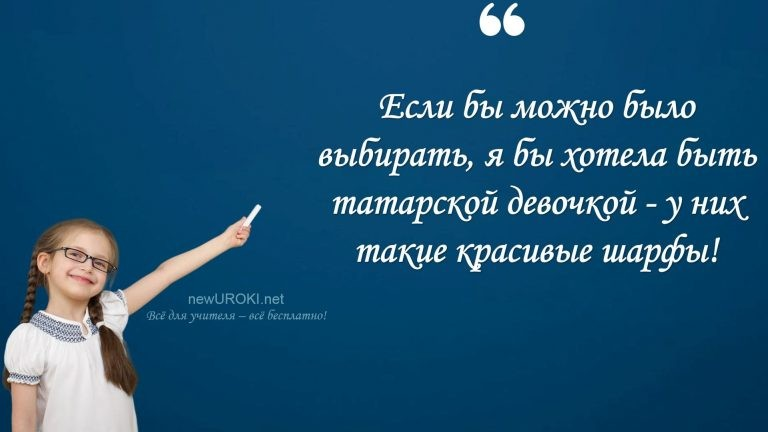 “
Если бы можно было
выбирать, я бы хотела быть
татарской девочкой - у них
такие красивые шарфы!
newUROKI.net
Всё для учителя – всё бесплатно!